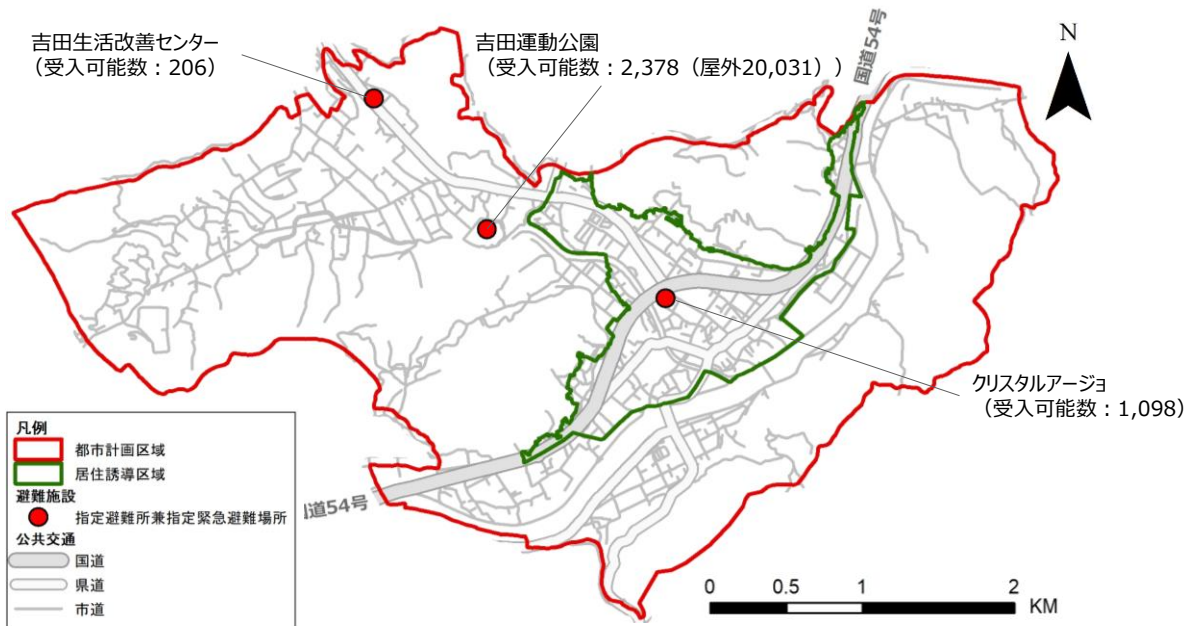 吉田生活改善センター
（受入可能数：206）
吉田運動公園
（受入可能数：2,378（屋外20,031））
国道54号
N
クリスタルアージョ
（受入可能数：1,098）
凡例
都市計画区域
居住誘導区域
避難施設
指定避難所兼指定緊急避難場所
公共交通
国道
県道
市道
国道54号
0 0.5 1 2
KM